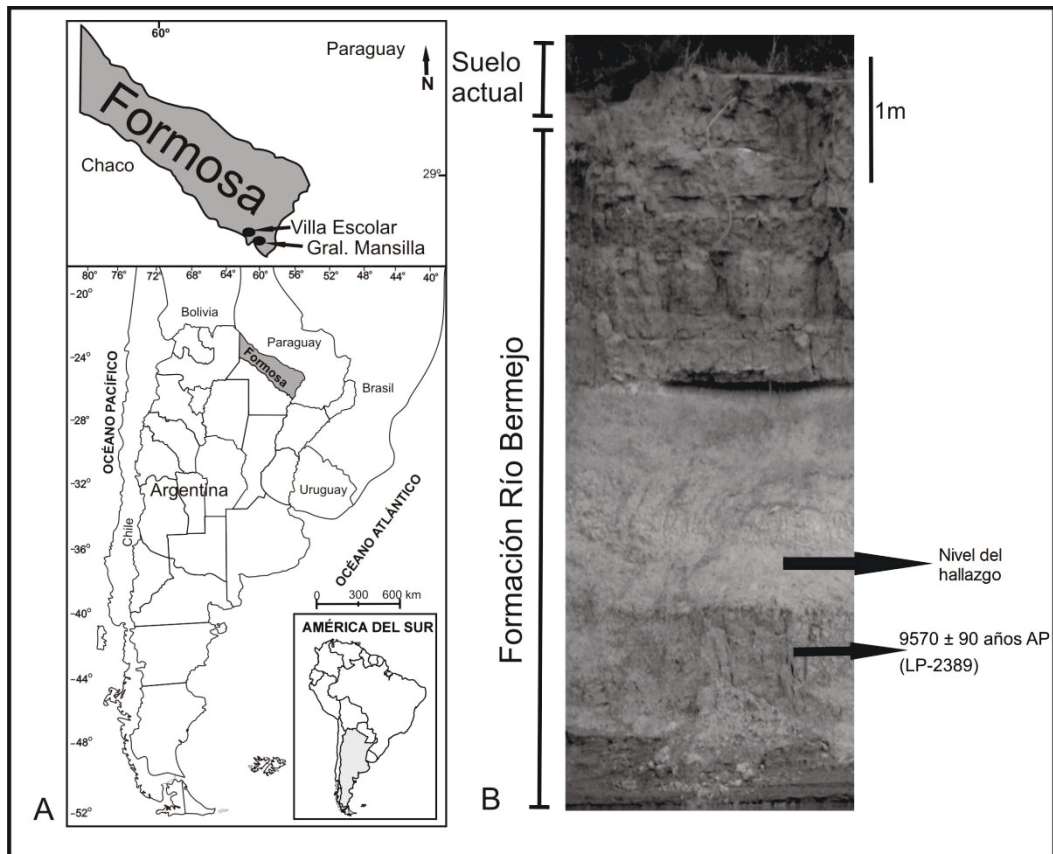 60º
Paraguay
N
Formosa
Chaco
29º
Villa Escolar
Gral. Mansilla
80º 76º 72º 68º 64º 60º 56º 52º 48º 44º 40º
-20º
-24º
-28º
-32º
-36º
-40º
-44º
-48º
-52º
Bolivia
Paraguay
Formosa
Brasil
OCÉANO PACÍFICO
Argentina
Uruguay
Chile
OCÉANO ATLÁNTICO
0 300 600 km
AMÉRICA DEL SUR
A
Suelo
actual
1m
Formación Río Bermejo
Nivel del
hallazgo
9570 ± 90 años AP
(LP-2389)
B